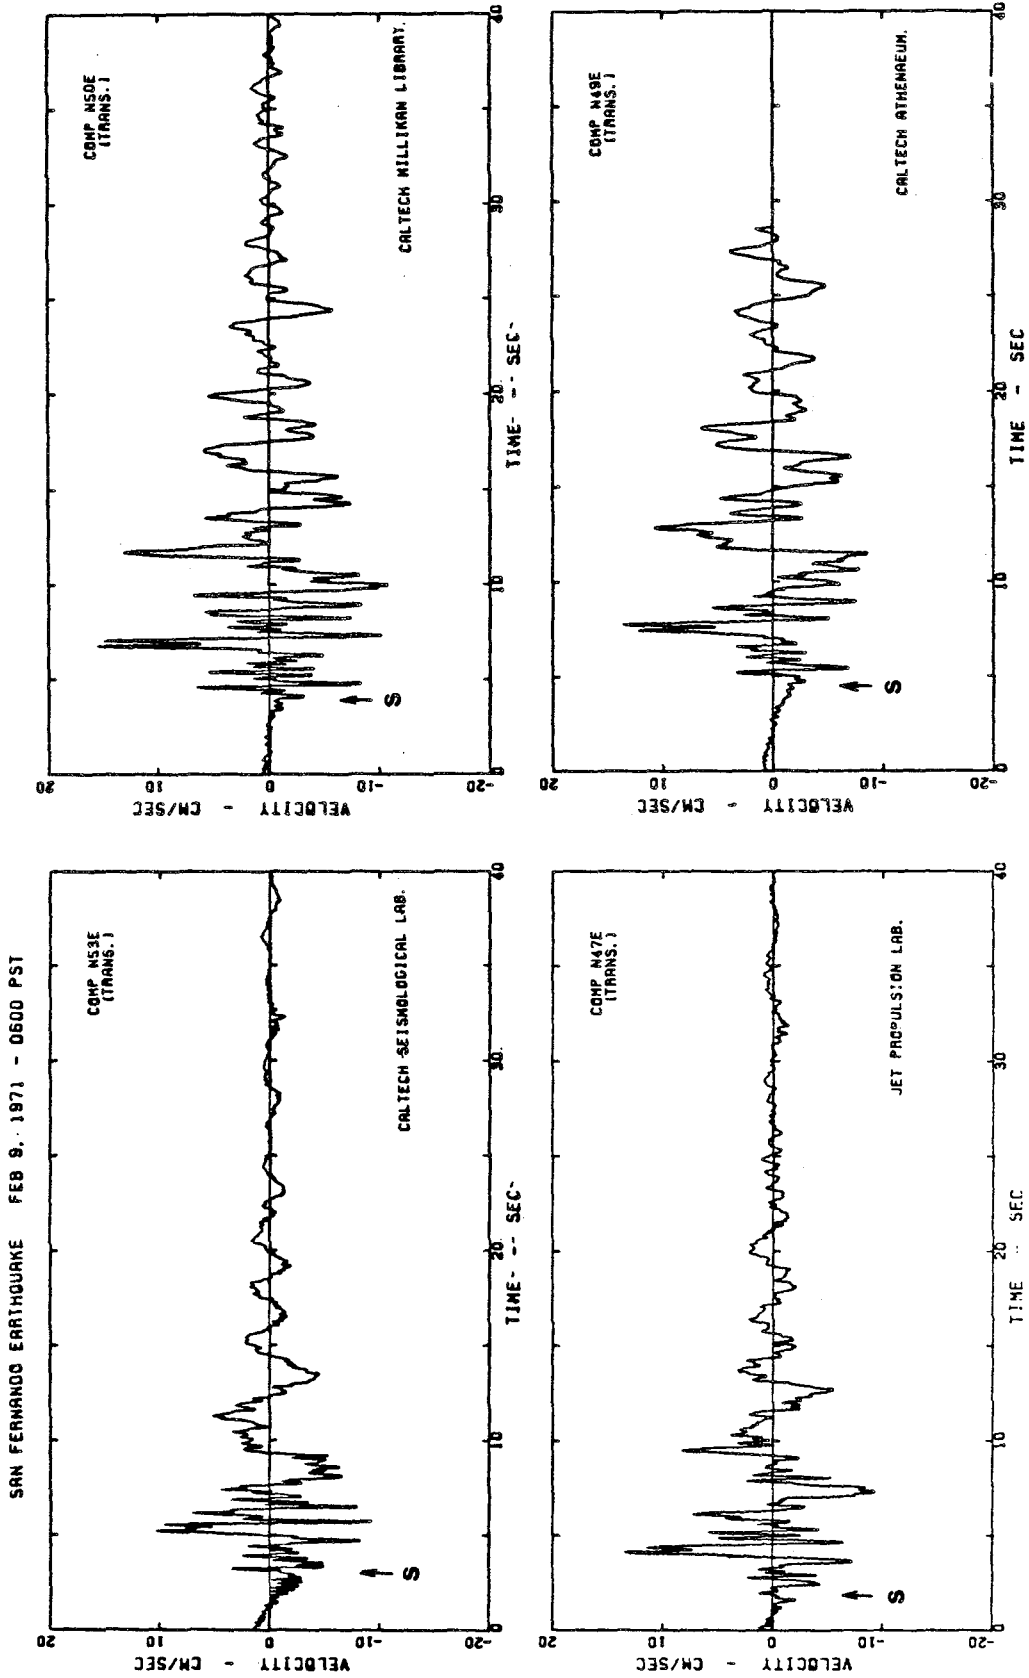 SAN FERNANDO EARTHQUAKE FEB 9, 1971 - 0600 PST
COMP N53E
(TRANS.)
CALTECH SEISMOLOGICAL LAB.
VELOCITY - CM/SEC
20
10
0
-10
-20
S
0 10 20 30 40
TIME -- SEC
COMP N50E
(TRANS.)
CALTECH MILLIKAN LIBRARY.
VELOCITY - CM/SEC
20
10
0
-10
-20
S
0 10 20 30 40
TIME -- SEC
COMP N47E
(TRANS.)
JET PROPULSION LAB.
VELOCITY - CM/SEC
20
10
0
-10
-20
S
0 10 20 30 40
TIME - SEC
COMP N49E
(TRANS.)
CALTECH ATHENAEUM.
VELOCITY - CM/SEC
20
10
0
-10
-20
S
0 10 20 30 40
TIME - SEC